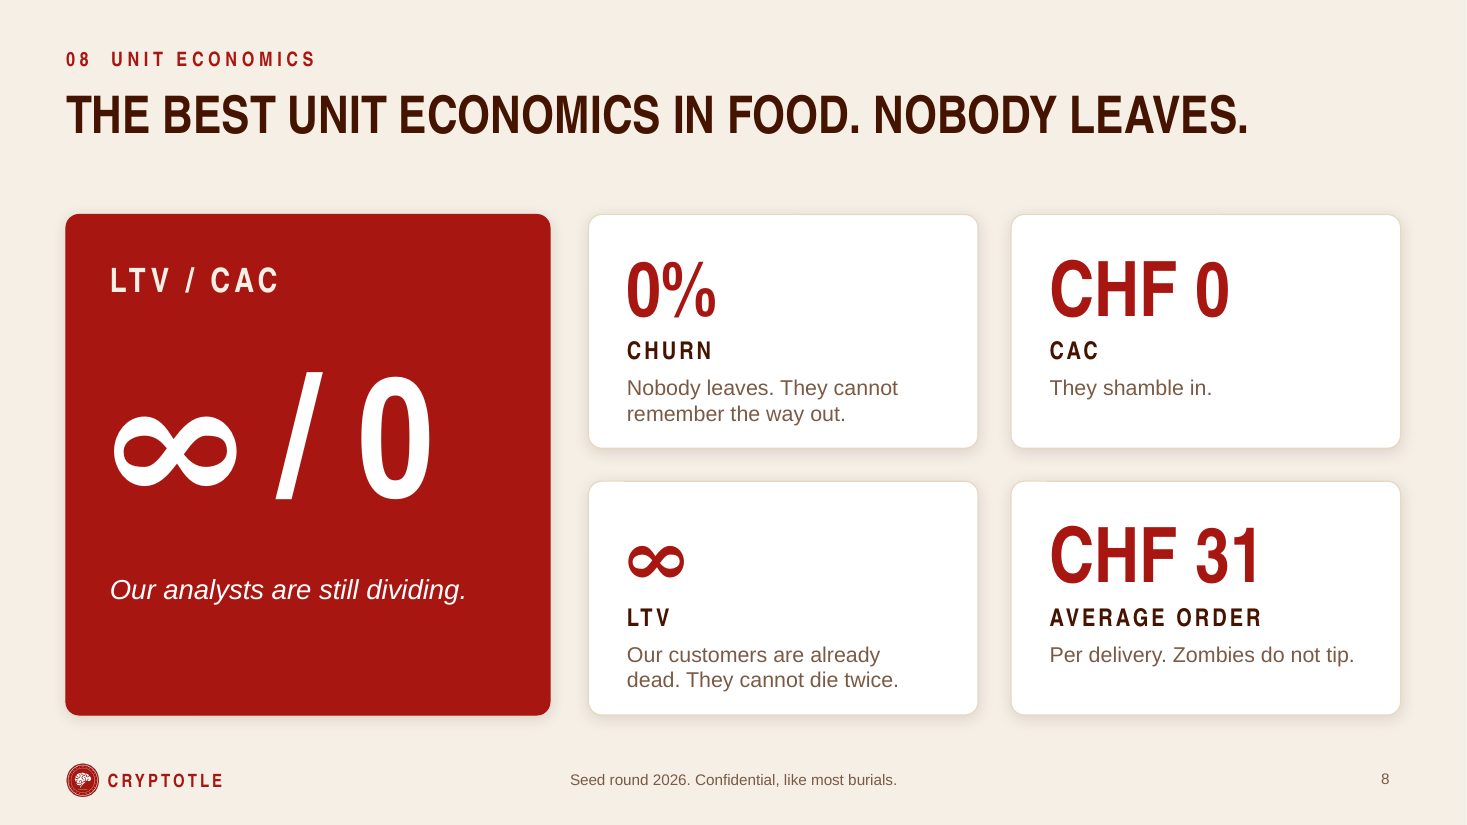 08 UNIT ECONOMICS
THE BEST UNIT ECONOMICS IN FOOD. NOBODY LEAVES.
LTV / CAC
∞ / 0
Our analysts are still dividing.
0%
CHURN
Nobody leaves. They cannot
remember the way out.
CHF 0
CAC
They shamble in.
∞
LTV
Our customers are already
dead. They cannot die twice.
CHF 31
AVERAGE ORDER
Per delivery. Zombies do not tip.
CRYPTOTLE
Seed round 2026. Confidential, like most burials.
8